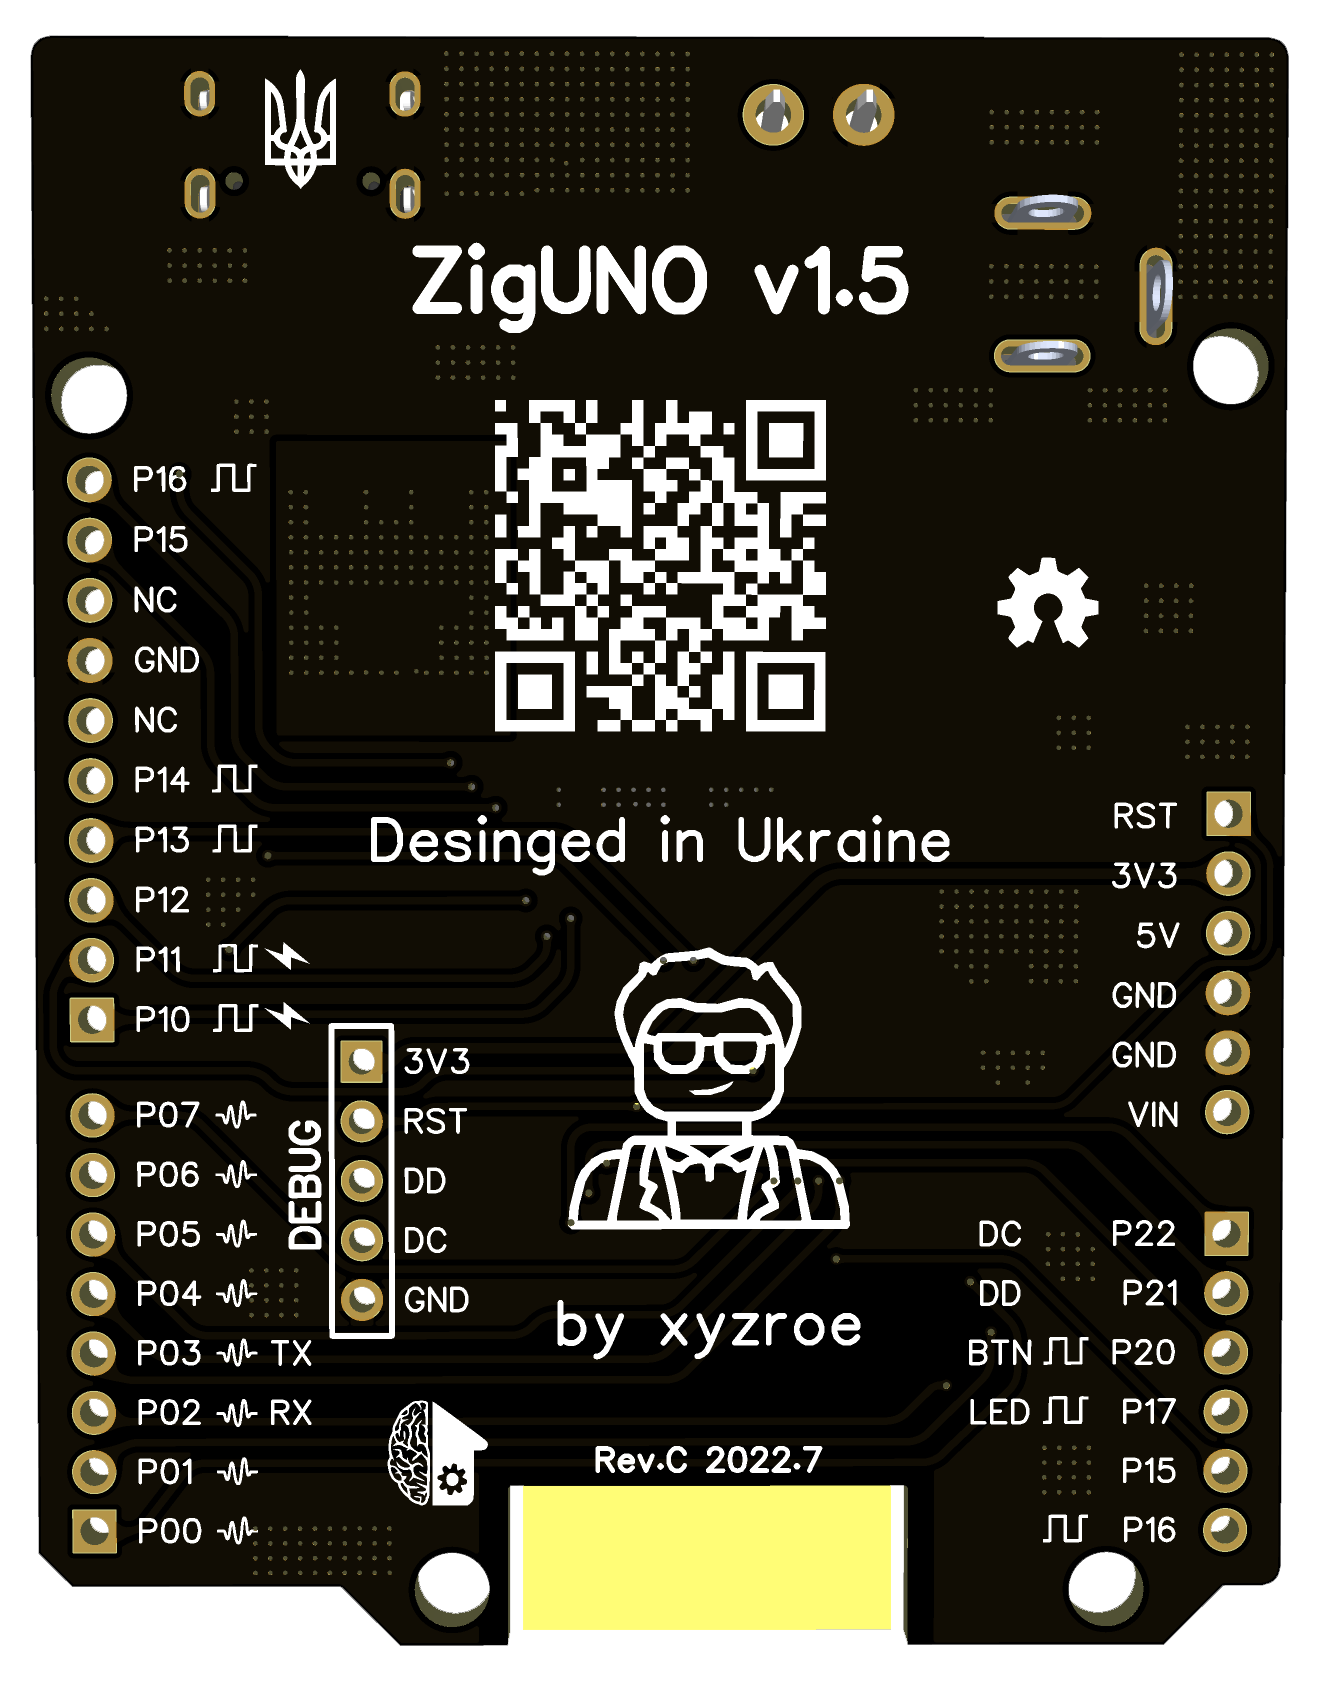 ZigUNO v1.5
P16
P15
NC
GND
NC
P14
P13
P12
P11
P10
Desinged in Ukraine
RST
3V3
5V
GND
GND
VIN
DEBUG
3V3
RST
DD
DC
GND
P07
P06
P05
P04
P03 TX
P02 RX
P01
P00
DC P22
DD P21
BTN P20
LED P17
P15
P16
by xyzroe
Rev.C 2022.7